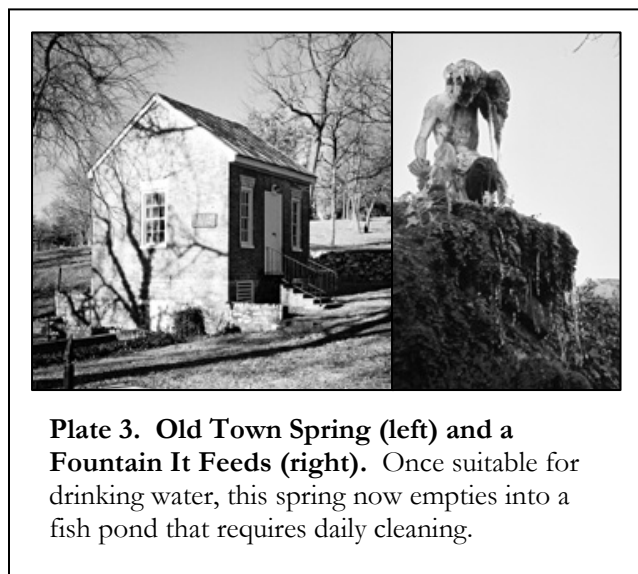 Plate 3.  Old Town Spring (left) and a
Fountain It Feeds (right).  Once suitable for
drinking water, this spring now empties into a
fish pond that requires daily cleaning.